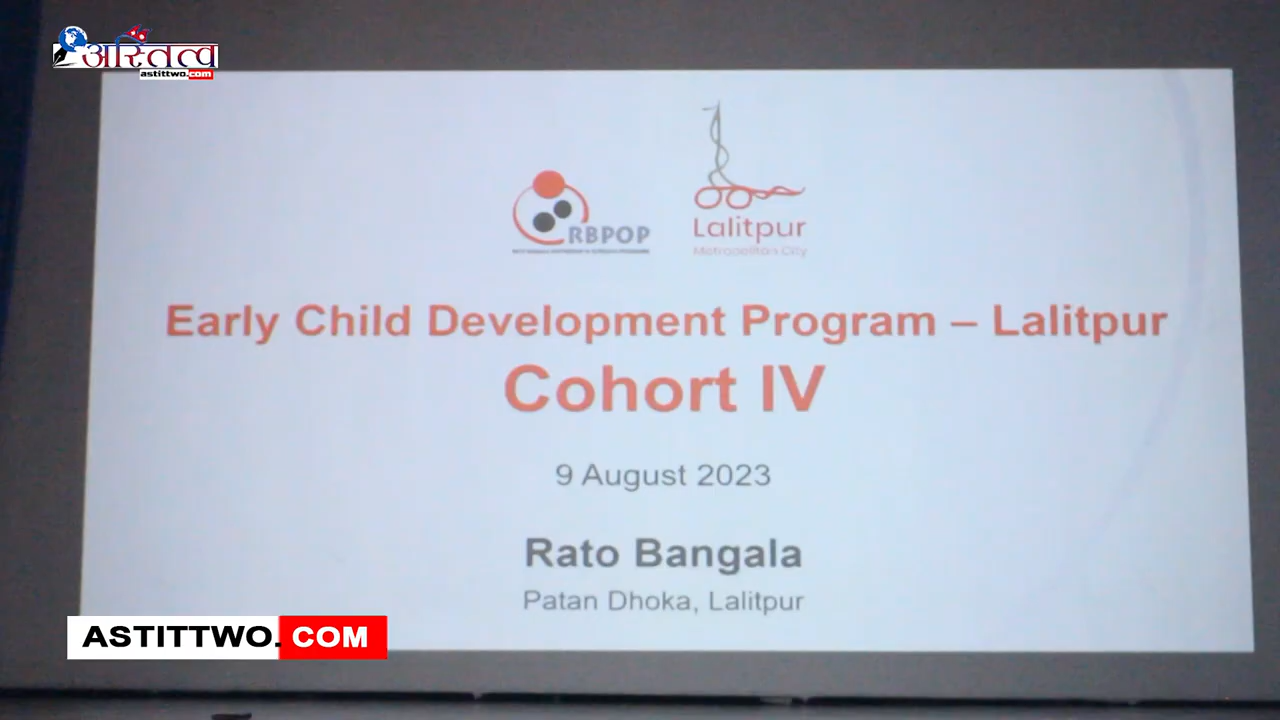 अस्तित्व
astittwo.com
RBPOP
Lalitpur
Metropolitan City
Early Child Development Program – Lalitpur
Cohort IV
9 August 2023
Rato Bangala
Patan Dhoka, Lalitpur
ASTITTWO. COM